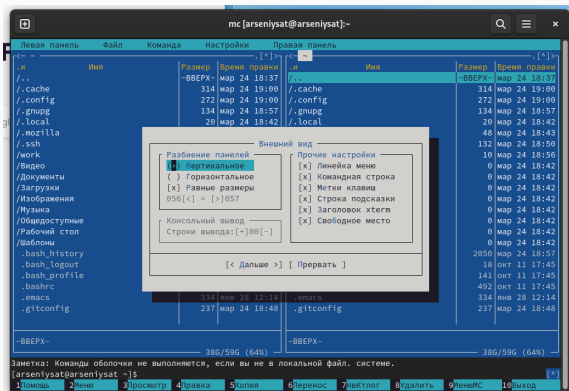 mc [arseniysat@arseniysat]:~
Левая панель Файл Команда Настройки Правая панель
.и Имя Размер Время правки .и Имя Размер Время правки
/.. -ВВЕРХ- мар 24 18:37 /.. -ВВЕРХ- мар 24 18:37
/.cache 314 мар 24 19:00 /.cache 314 мар 24 19:00
/.config 272 мар 24 19:00 /.config 272 мар 24 19:00
/.gnupg 134 мар 24 18:57 /.gnupg 134 мар 24 18:57
/.local 20 мар 24 18:42 /.local 20 мар 24 18:42
/.mozilla 48 мар 24 18:43
/.ssh 132 мар 24 18:50
/work 10 мар 24 18:56
/Видео 0 мар 24 18:42
/Документы 0 мар 24 18:42
/Загрузки 0 мар 24 18:42
/Изображения 0 мар 24 18:42
/Музыка 0 мар 24 18:42
/Общедоступные 0 мар 24 18:42
/Рабочий стол 0 мар 24 18:42
/Шаблоны 0 мар 24 18:42
.bash_history 2050 мар 24 18:57
.bash_logout 18 окт 11 17:45
.bash_profile 141 окт 11 17:45
.bashrc 492 окт 11 17:45
.emacs 334 янв 28 12:14 .emacs 334 янв 28 12:14
.gitconfig 237 мар 24 18:48 .gitconfig 237 мар 24 18:48
Внешний вид
Разбиение панелей
(•) Вертикальное
( ) Горизонтальное
[x] Равные размеры
056[<] = [>]057
Консольный вывод
Строки вывода:[+]00[-]
Прочие настройки
[x] Линейка меню
[x] Командная строка
[x] Метки клавиш
[x] Строка подсказки
[x] Заголовок xterm
[x] Свободное место
[< Дальше >] [ Прервать ]
-ВВЕРХ- -ВВЕРХ-
38G/59G (64%) 38G/59G (64%)
Заметка: Команды оболочки не выполняются, если вы не в локальной файл. системе.
[arseniysat@arseniysat ~]$ [^]
1Помощь 2Меню 3Просмотр 4Правка 5Копия 6Перенос 7НвКтлог 8Удалить 9МенюMC 10Выход